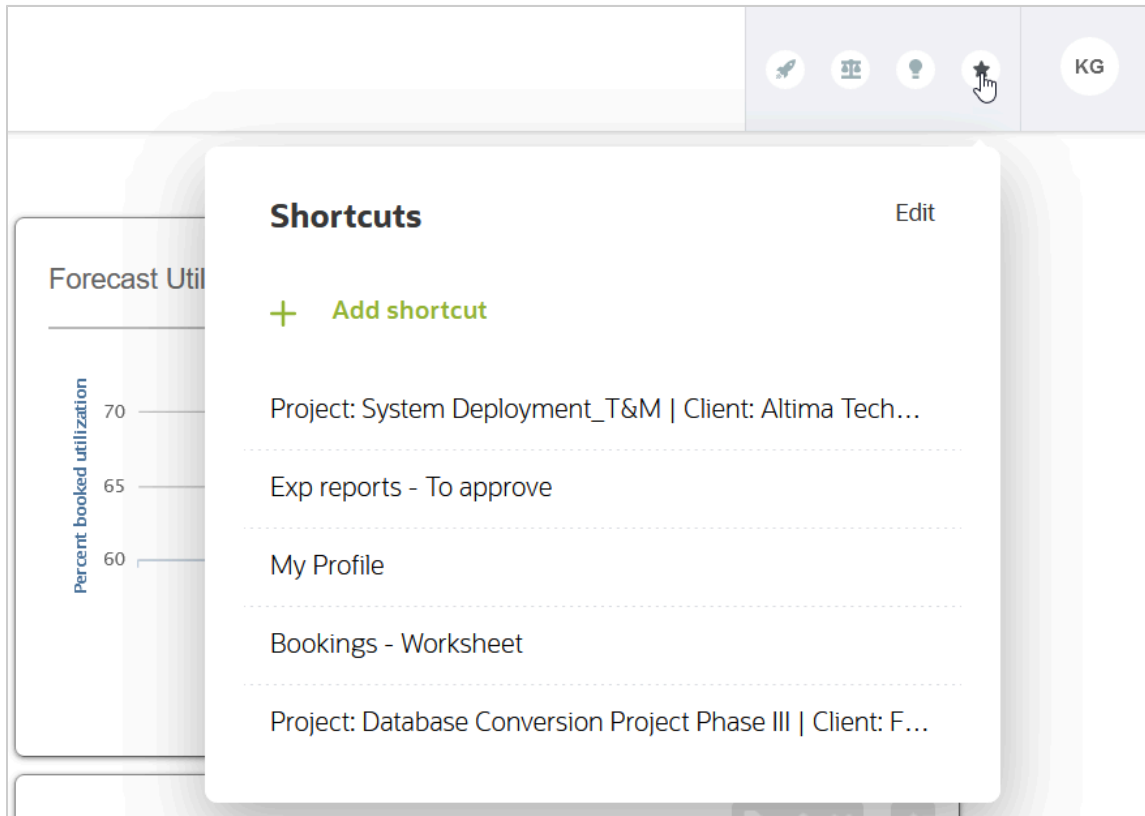 KG
Shortcuts
Edit
+ Add shortcut
Project: System Deployment_T&M | Client: Altima Tech...
Exp reports - To approve
My Profile
Bookings - Worksheet
Project: Database Conversion Project Phase III | Client: F...
Forecast Util
Percent booked utilization
70
65
60